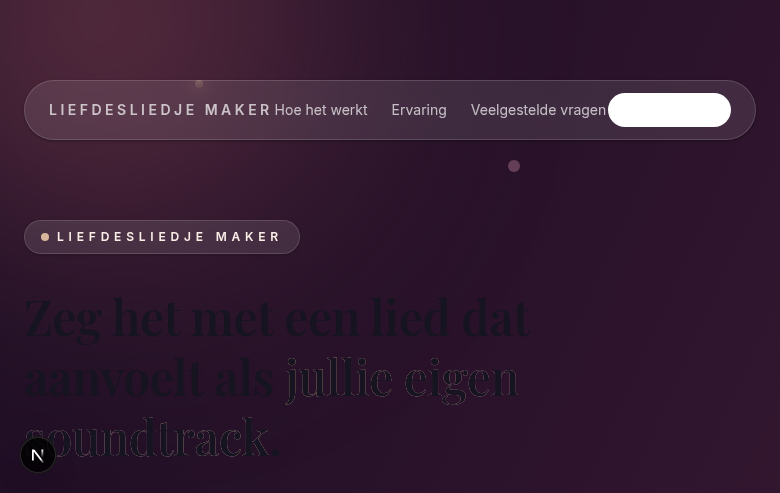 LIEFDESLIEDJE MAKER Hoe het werkt Ervaring Veelgestelde vragen
LIEFDESLIEDJE MAKER
Zeg het met een lied dat
aanvoelt als jullie eigen
soundtrack.
N